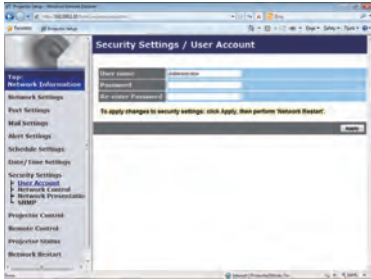 Projector Setup - Windows Internet Explorer
Security Settings / User Account
Top:
Network Information
Network Settings
Port Settings
Mail Settings
Alert Settings
Schedule Settings
Date/Time Settings
Security Settings
User Account
Network Control
Network Presentation
SNMP
Projector Control
Remote Control
Projector Status
Network Restart
User name
Password
Re-enter Password
To apply changes to security settings: click Apply, then perform 'Network Restart'.
Apply